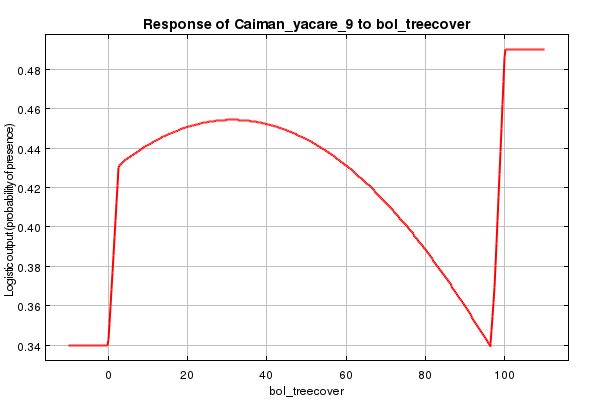 Response of Caiman_yacare_9 to bol_treecover
Logistic output (probability of presence)
0.48
0.46
0.44
0.42
0.40
0.38
0.36
0.34
0 20 40 60 80 100
bol_treecover